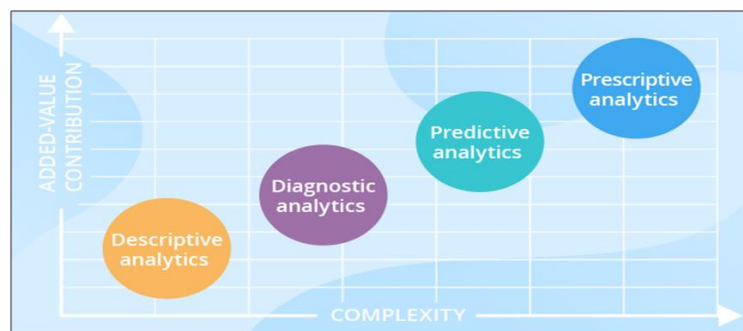 ADDED-VALUE
CONTRIBUTION
Prescriptive
analytics
Predictive
analytics
Diagnostic
analytics
Descriptive
analytics
COMPLEXITY